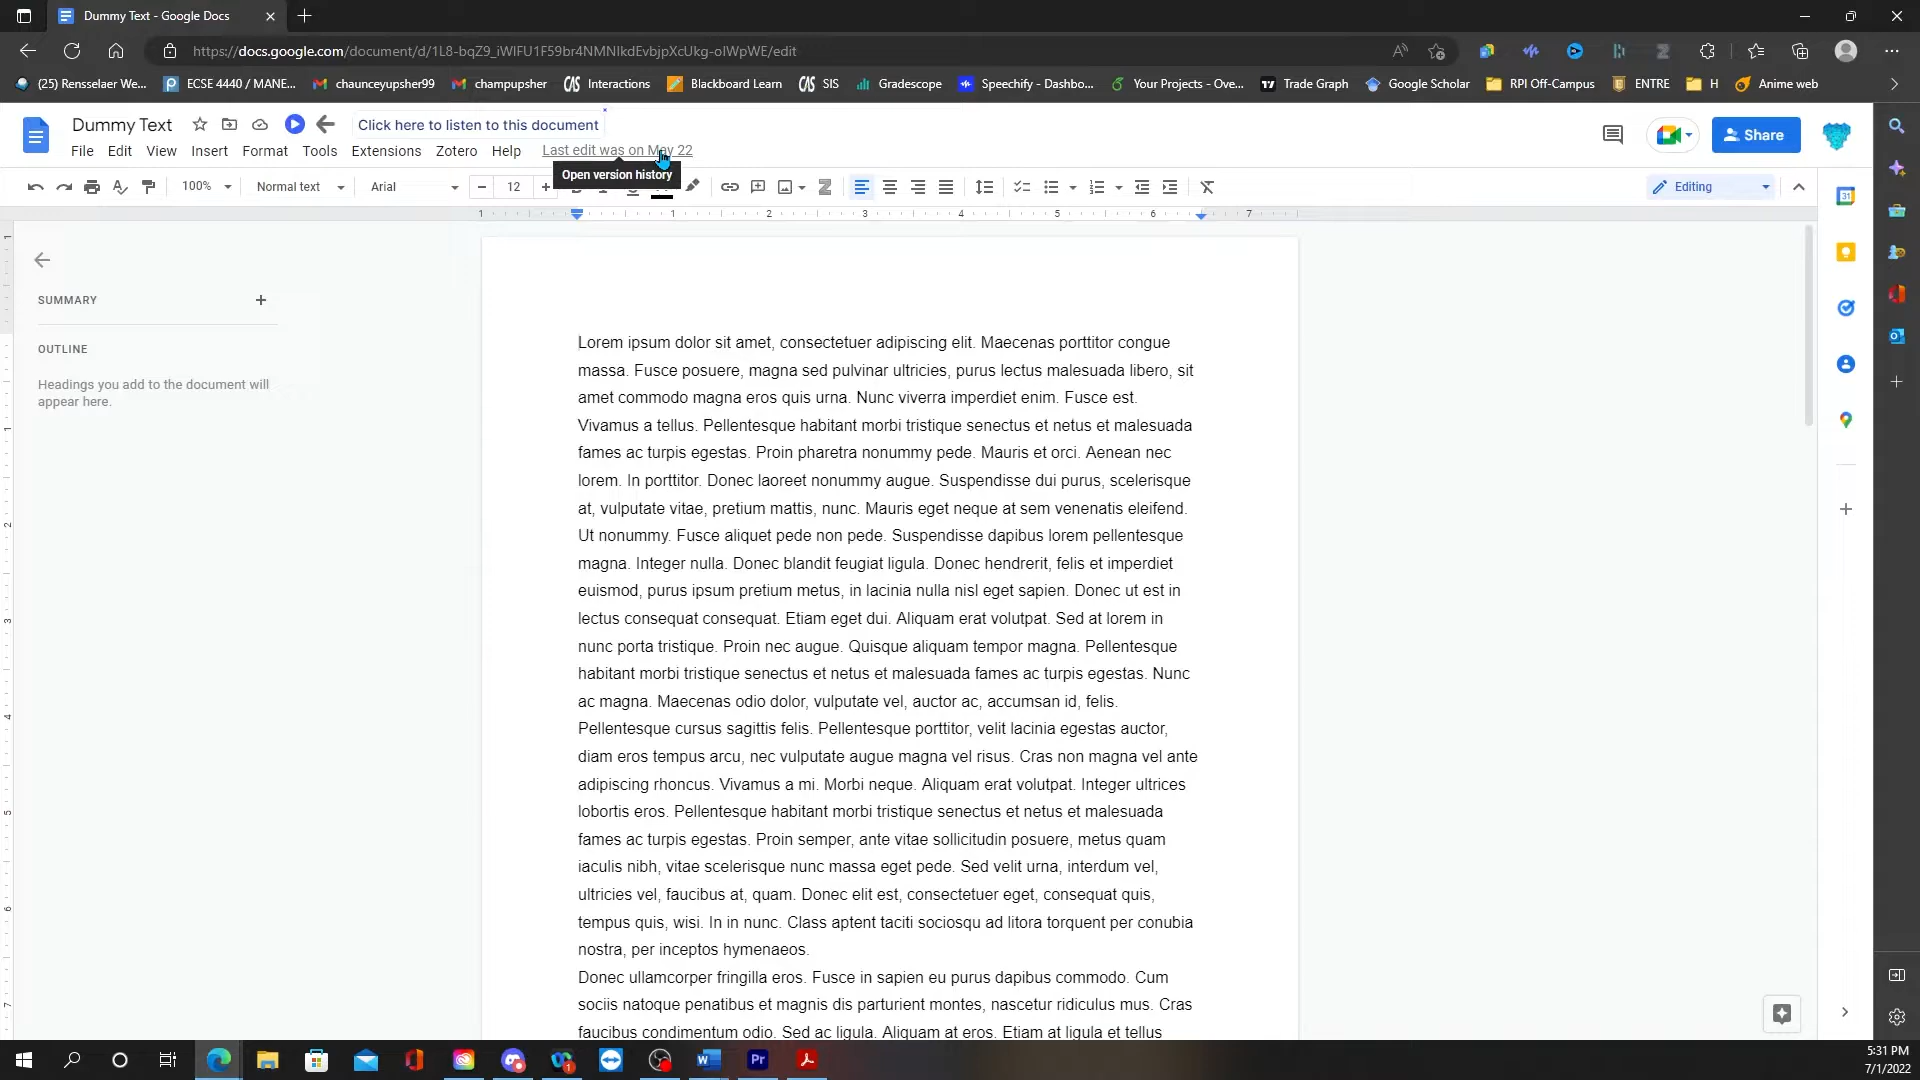 Dummy Text - Google Docs
https://docs.google.com/document/d/1L8-bqZ9_iWIFU1F59br4NMNIkdEvbjpXcUkg-oIWpWE/edit
(25) Rensselaer We...
ECSE 4440 / MANE...
chaunceyupsher99
champupsher
CAS Interactions
Blackboard Learn
CAS SIS
Gradescope
Speechify - Dashbo...
Your Projects - Ove...
Trade Graph
Google Scholar
RPI Off-Campus
ENTRE
H
Anime web
Dummy Text
Click here to listen to this document
Share
File Edit View Insert Format Tools Extensions Zotero Help Last edit was on May 22
Open version history
100% Normal text Arial 12
Editing
1 1 2 3 4 5 6 7
SUMMARY
OUTLINE
Headings you add to the document will
appear here.
Lorem ipsum dolor sit amet, consectetuer adipiscing elit. Maecenas porttitor congue
massa. Fusce posuere, magna sed pulvinar ultricies, purus lectus malesuada libero, sit
amet commodo magna eros quis urna. Nunc viverra imperdiet enim. Fusce est.
Vivamus a tellus. Pellentesque habitant morbi tristique senectus et netus et malesuada
fames ac turpis egestas. Proin pharetra nonummy pede. Mauris et orci. Aenean nec
lorem. In porttitor. Donec laoreet nonummy augue. Suspendisse dui purus, scelerisque
at, vulputate vitae, pretium mattis, nunc. Mauris eget neque at sem venenatis eleifend.
Ut nonummy. Fusce aliquet pede non pede. Suspendisse dapibus lorem pellentesque
magna. Integer nulla. Donec blandit feugiat ligula. Donec hendrerit, felis et imperdiet
euismod, purus ipsum pretium metus, in lacinia nulla nisl eget sapien. Donec ut est in
lectus consequat consequat. Etiam eget dui. Aliquam erat volutpat. Sed at lorem in
nunc porta tristique. Proin nec augue. Quisque aliquam tempor magna. Pellentesque
habitant morbi tristique senectus et netus et malesuada fames ac turpis egestas. Nunc
ac magna. Maecenas odio dolor, vulputate vel, auctor ac, accumsan id, felis.
Pellentesque cursus sagittis felis. Pellentesque porttitor, velit lacinia egestas auctor,
diam eros tempus arcu, nec vulputate augue magna vel risus. Cras non magna vel ante
adipiscing rhoncus. Vivamus a mi. Morbi neque. Aliquam erat volutpat. Integer ultrices
lobortis eros. Pellentesque habitant morbi tristique senectus et netus et malesuada
fames ac turpis egestas. Proin semper, ante vitae sollicitudin posuere, metus quam
iaculis nibh, vitae scelerisque nunc massa eget pede. Sed velit urna, interdum vel,
ultricies vel, faucibus at, quam. Donec elit est, consectetuer eget, consequat quis,
tempus quis, wisi. In in nunc. Class aptent taciti sociosqu ad litora torquent per conubia
nostra, per inceptos hymenaeos.
Donec ullamcorper fringilla eros. Fusce in sapien eu purus dapibus commodo. Cum
sociis natoque penatibus et magnis dis parturient montes, nascetur ridiculus mus. Cras
faucibus condimentum odio. Sed ac ligula. Aliquam at eros. Etiam at ligula et tellus
5:31 PM
7/1/2022